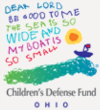 DEAR LORD
BE GOOD TO ME
THE SEA IS SO
WIDE AND
MY BOAT IS
SO SMALL
Children's Defense Fund
OHIO